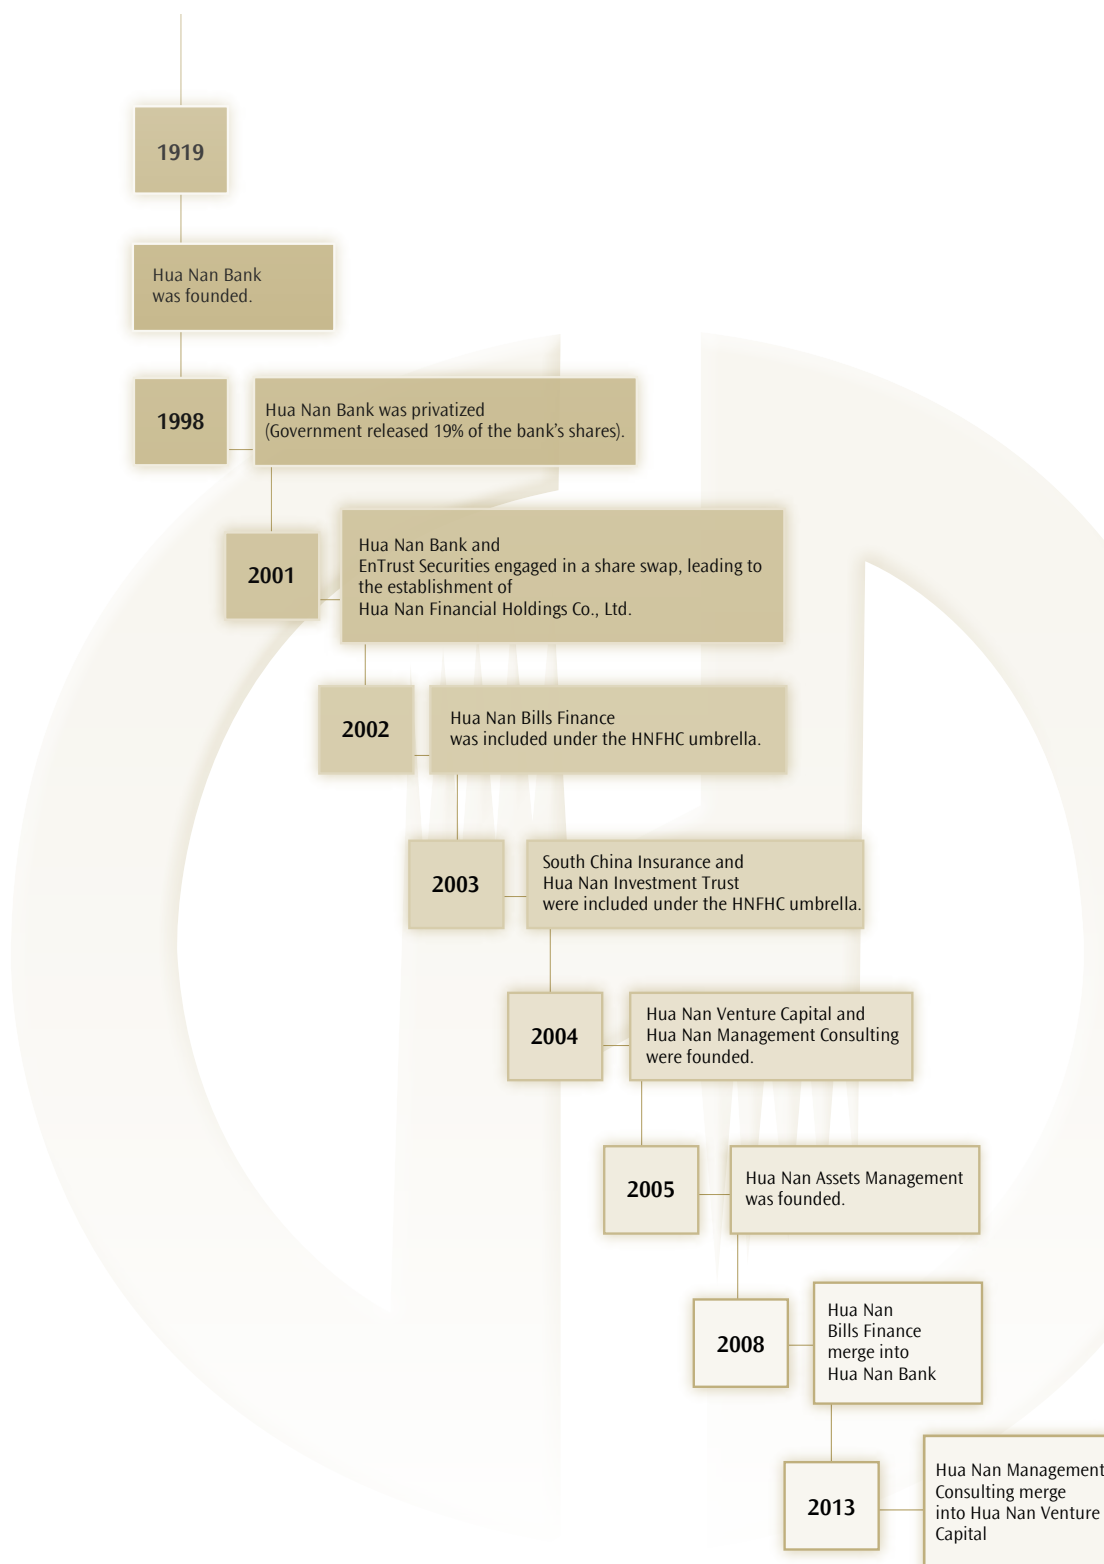 1919
Hua Nan Bank
was founded.
1998
Hua Nan Bank was privatized
(Government released 19% of the bank’s shares).
2001
Hua Nan Bank and
EnTrust Securities engaged in a share swap, leading to
the establishment of
Hua Nan Financial Holdings Co., Ltd.
2002
Hua Nan Bills Finance
was included under the HNFHC umbrella.
2003
South China Insurance and
Hua Nan Investment Trust
were included under the HNFHC umbrella.
2004
Hua Nan Venture Capital and
Hua Nan Management Consulting
were founded.
2005
Hua Nan Assets Management
was founded.
2008
Hua Nan
Bills Finance
merge into
Hua Nan Bank
2013
Hua Nan Management
Consulting merge
into Hua Nan Venture
Capital